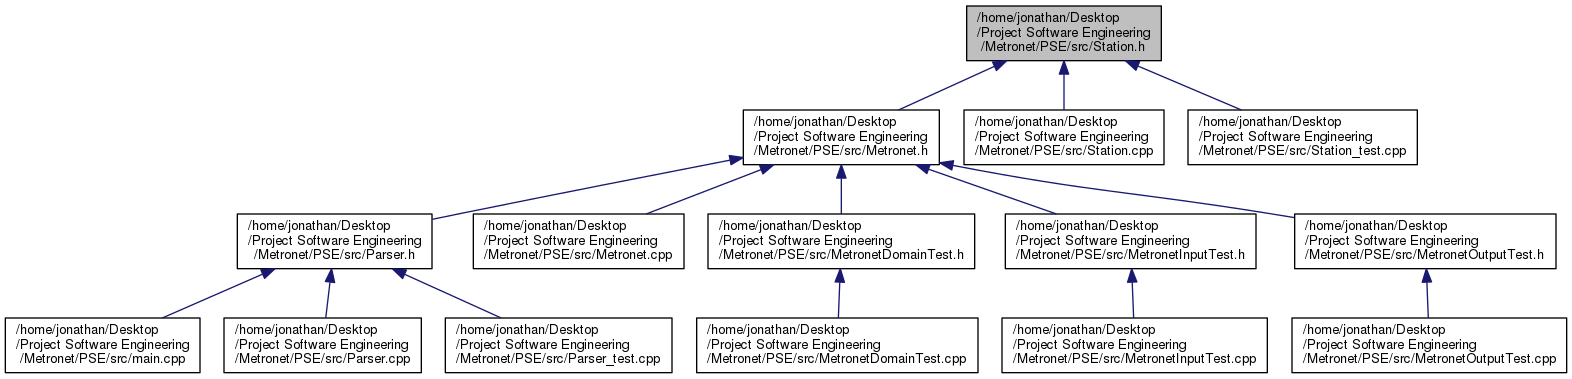 /home/jonathan/Desktop
/Project Software Engineering
/Metronet/PSE/src/Station.h
/home/jonathan/Desktop
/Project Software Engineering
/Metronet/PSE/src/Metronet.h
/home/jonathan/Desktop
/Project Software Engineering
/Metronet/PSE/src/Station.cpp
/home/jonathan/Desktop
/Project Software Engineering
/Metronet/PSE/src/Station_test.cpp
/home/jonathan/Desktop
/Project Software Engineering
/Metronet/PSE/src/Parser.h
/home/jonathan/Desktop
/Project Software Engineering
/Metronet/PSE/src/Metronet.cpp
/home/jonathan/Desktop
/Project Software Engineering
/Metronet/PSE/src/MetronetDomainTest.h
/home/jonathan/Desktop
/Project Software Engineering
/Metronet/PSE/src/MetronetInputTest.h
/home/jonathan/Desktop
/Project Software Engineering
/Metronet/PSE/src/MetronetOutputTest.h
/home/jonathan/Desktop
/Project Software Engineering
/Metronet/PSE/src/main.cpp
/home/jonathan/Desktop
/Project Software Engineering
/Metronet/PSE/src/Parser.cpp
/home/jonathan/Desktop
/Project Software Engineering
/Metronet/PSE/src/Parser_test.cpp
/home/jonathan/Desktop
/Project Software Engineering
/Metronet/PSE/src/MetronetDomainTest.cpp
/home/jonathan/Desktop
/Project Software Engineering
/Metronet/PSE/src/MetronetInputTest.cpp
/home/jonathan/Desktop
/Project Software Engineering
/Metronet/PSE/src/MetronetOutputTest.cpp